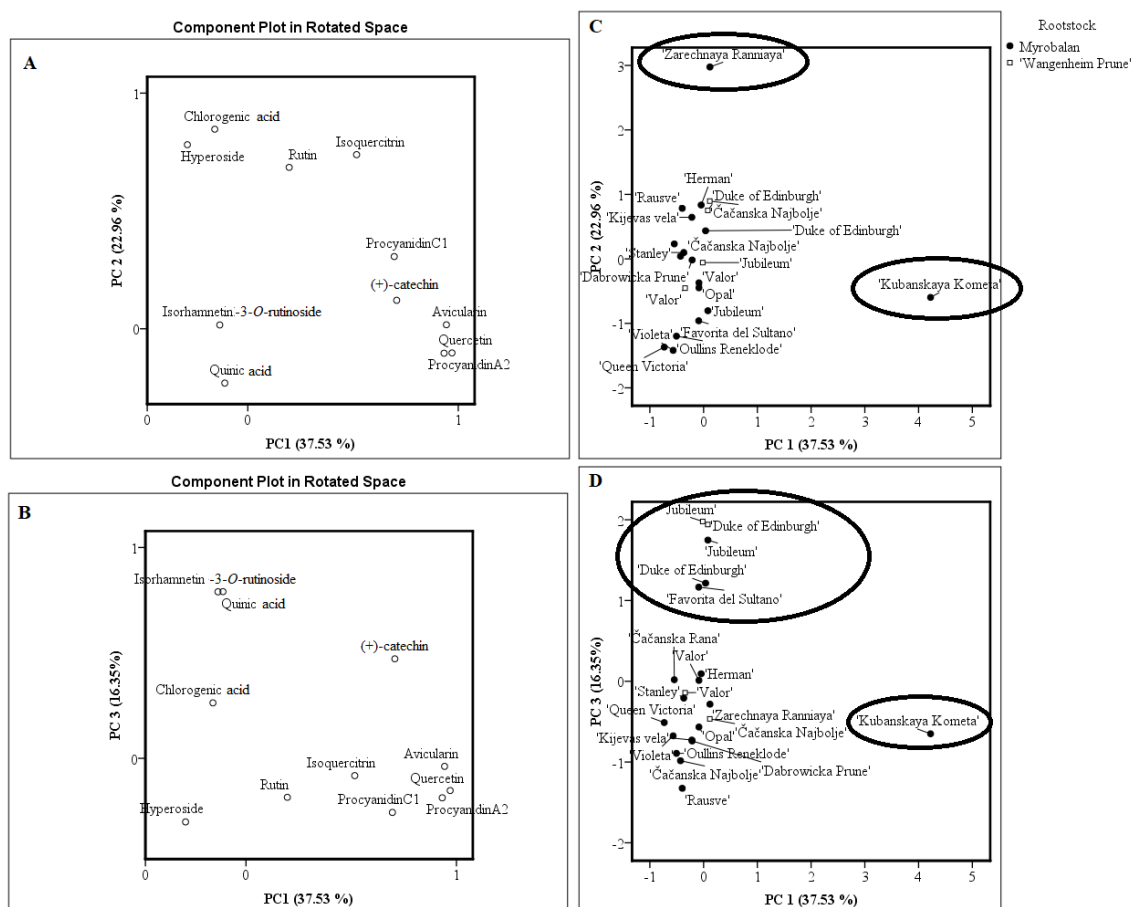 Component Plot in Rotated Space
A
1
Chlorogenic acid
Hyperoside
Rutin
Isoquercitrin
ProcyanidinC1
(+)-catechin
Avicularin
Isorhamnetin -3-O-rutinoside
Quercetin
ProcyanidinA2
Quinic acid
0
PC 2 (22.96 %)
0
0
1
PC1 (37.53 %)
C
Rootstock
Myrobalan
'Wangenheim Prune'
'Zarechnaya Ranniaya'
3
2
1
0
-1
-2
PC 2 (22.96 %)
'Herman'
'Rausve'
'Duke of Edinburgh'
'Čačanska Najbolje'
'Kijevas vela'
'Duke of Edinburgh'
'Stanley'
'Čačanska Najbolje'
'Jubileum'
'Dabrowicka Prune'
'Valor'
'Kubanskaya Kometa'
'Valor'
'Opal'
'Jubileum'
'Violeta'
'Favorita del Sultano'
'Oullins Reneklode'
'Queen Victoria'
-1
0
1
2
3
4
5
PC 1 (37.53 %)
Component Plot in Rotated Space
B
1
Isorhamnetin -3-O-rutinoside
Quinic acid
(+)-catechin
Chlorogenic acid
0
Isoquercitrin
Avicularin
Rutin
Quercetin
Hyperoside
ProcyanidinC1
ProcyanidinA2
PC 3 (16.35%)
0
0
1
PC1 (37.53 %)
D
2
1
0
-1
-2
PC 3 (16.35%)
Jubileum'
'Duke of Edinburgh'
'Jubileum'
'Duke of Edinburgh'
'Favorita del Sultano'
'Čačanska Rana'
'Valor'
'Herman'
'Stanley'
'Valor'
'Queen Victoria'
'Zarechnaya Ranniaya'
'Kubanskaya Kometa'
'Kijevas vela'
'Opal'
'Čačanska Najbolje'
'Violeta'
'Oullins Reneklode'
'Dabrowicka Prune'
'Čačanska Najbolje'
'Rausve'
-1
0
1
2
3
4
5
PC 1 (37.53 %)